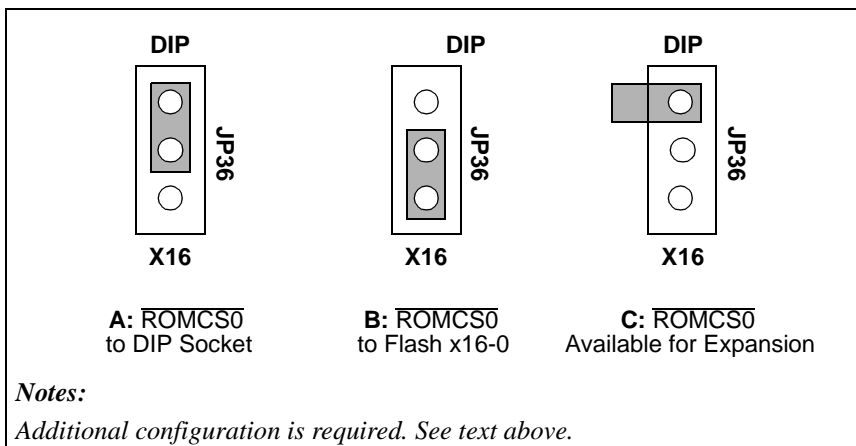 DIP
JP36
X16
A: ROMCS0
to DIP Socket
DIP
JP36
X16
B: ROMCS0
to Flash x16-0
DIP
JP36
X16
C: ROMCS0
Available for Expansion
Notes:
Additional configuration is required. See text above.